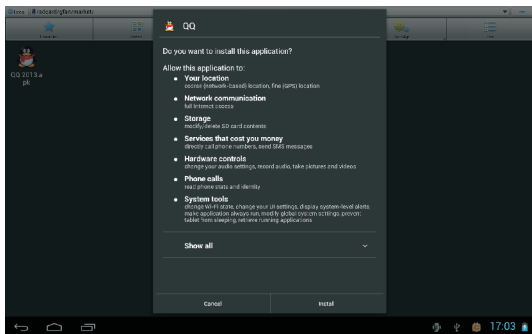 QQ
Do you want to install this application?
Allow this application to:
Your location
coarse (network-based) location, fine (GPS) location
Network communication
full Internet access
Storage
modify/delete SD card contents
Services that cost you money
directly call phone numbers, send SMS messages
Hardware controls
change your audio settings, record audio, take pictures and videos
Phone calls
read phone state and identity
System tools
change Wi-Fi state, change your UI settings, display system-level alerts,
make application always run, modify global system settings, prevent
tablet from sleeping, retrieve running applications
Show all
Cancel
Install
QQ 2013.a
pk
17:03